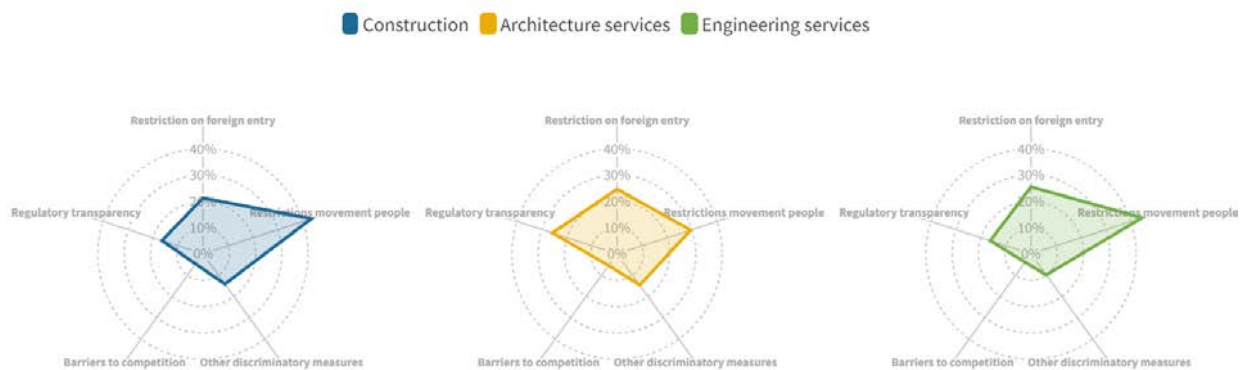 Construction Architecture services Engineering services
Restriction on foreign entry
40%
30%
20%
10%
0%
Regulatory transparency
Restrictions movement people
Barriers to competition
Other discriminatory measures
Restriction on foreign entry
40%
30%
20%
10%
0%
Regulatory transparency
Restrictions movement people
Barriers to competition
Other discriminatory measures
Restriction on foreign entry
40%
30%
20%
10%
0%
Regulatory transparency
Restrictions movement people
Barriers to competition
Other discriminatory measures